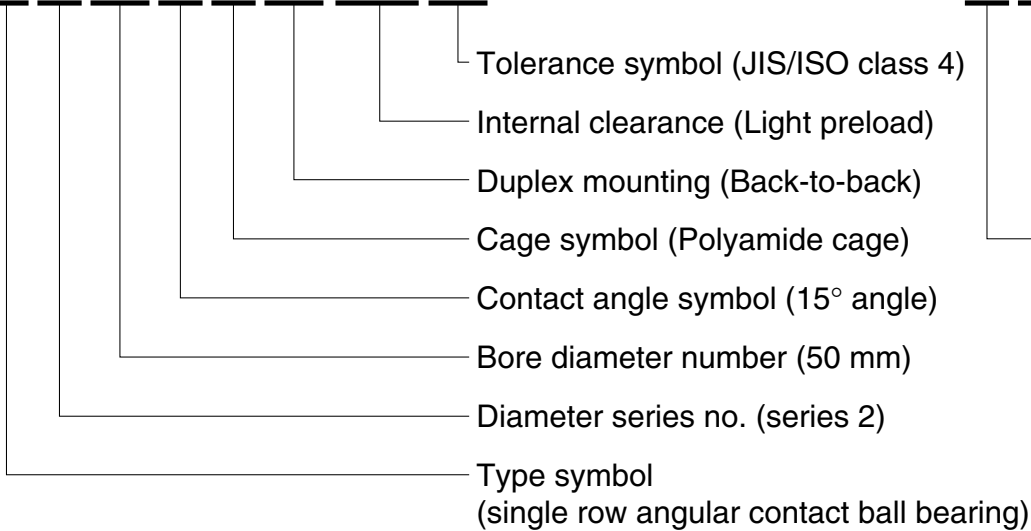 Tolerance symbol (JIS/ISO class 4)
Internal clearance (Light preload)
Duplex mounting (Back-to-back)
Cage symbol (Polyamide cage)
Contact angle symbol (15° angle)
Bore diameter number (50 mm)
Diameter series no. (series 2)
Type symbol
(single row angular contact ball bearing)